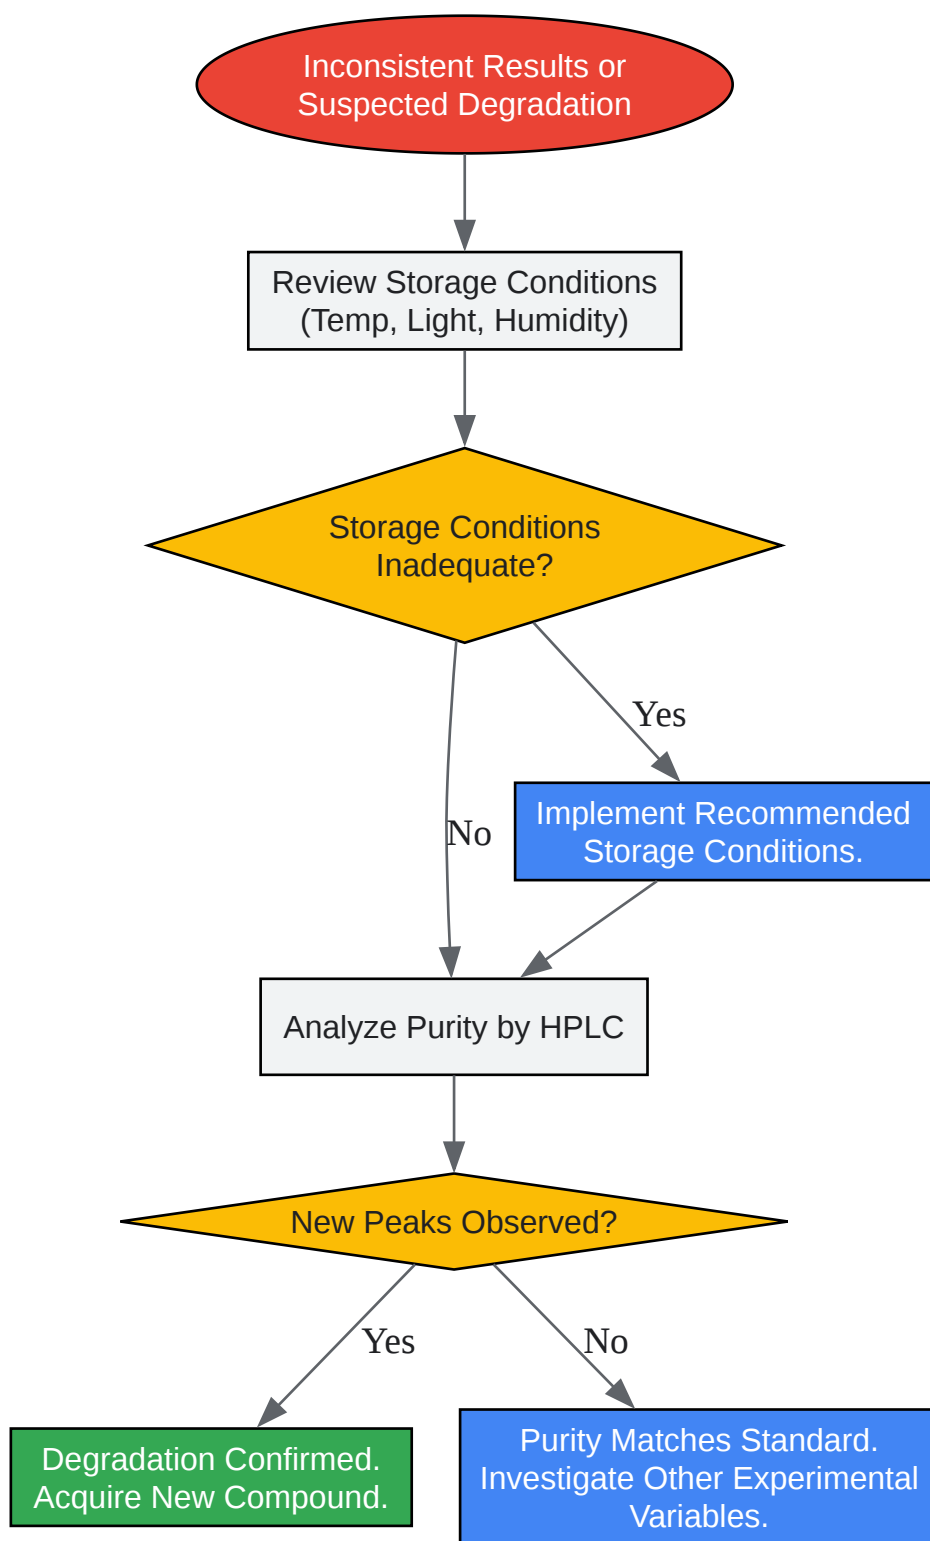 Inconsistent Results or
Suspected Degradation
Review Storage Conditions
(Temp, Light, Humidity)
Storage Conditions
Inadequate?
Yes
Implement Recommended
Storage Conditions.
No
Analyze Purity by HPLC
New Peaks Observed?
Yes
No
Degradation Confirmed.
Acquire New Compound.
Purity Matches Standard.
Investigate Other Experimental
Variables.